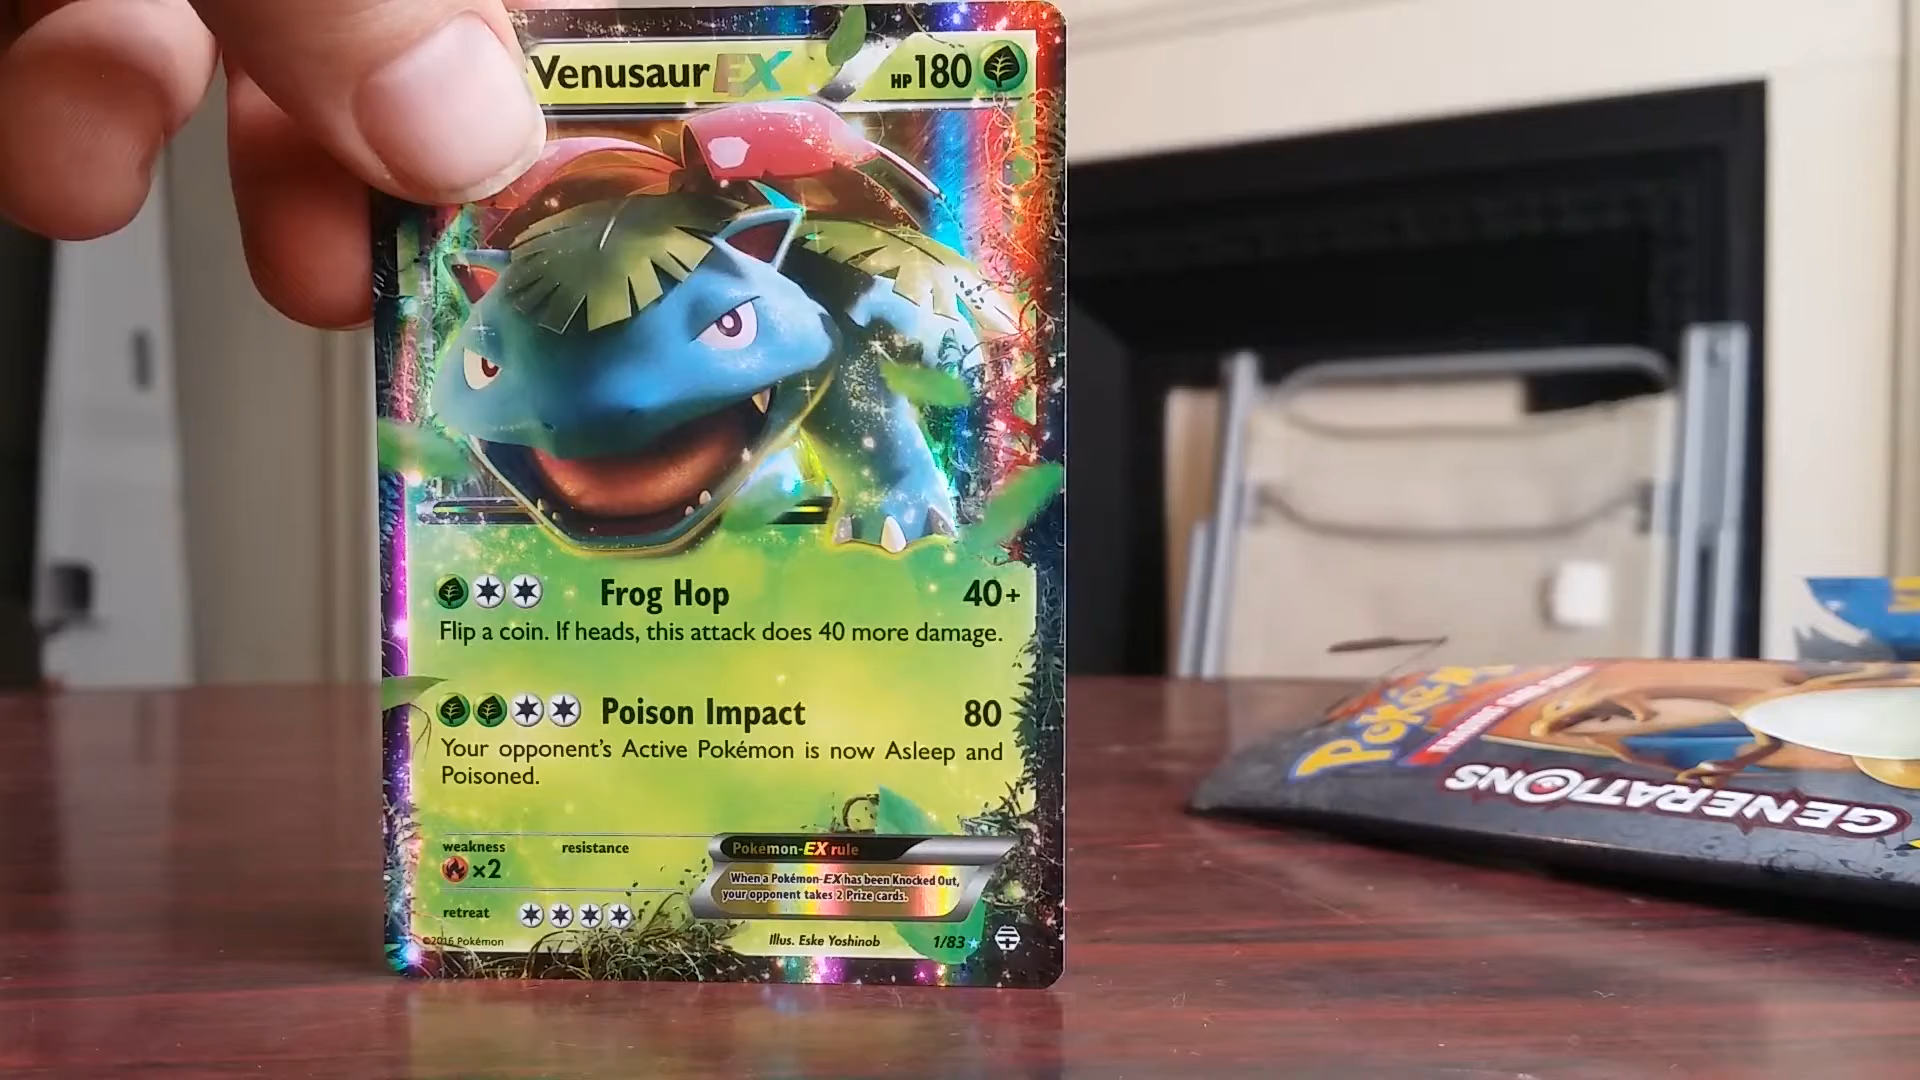 Venusaur EX HP180
Frog Hop 40+
Flip a coin. If heads, this attack does 40 more damage.
Poison Impact 80
Your opponent's Active Pokémon is now Asleep and
Poisoned.
weakness resistance
×2
Pokémon-EX rule
When a Pokémon-EX has been Knocked Out,
your opponent takes 2 Prize cards.
retreat
©2016 Pokémon
Illus. Eske Yoshinob
1/83
Pokém
GENERATIONS